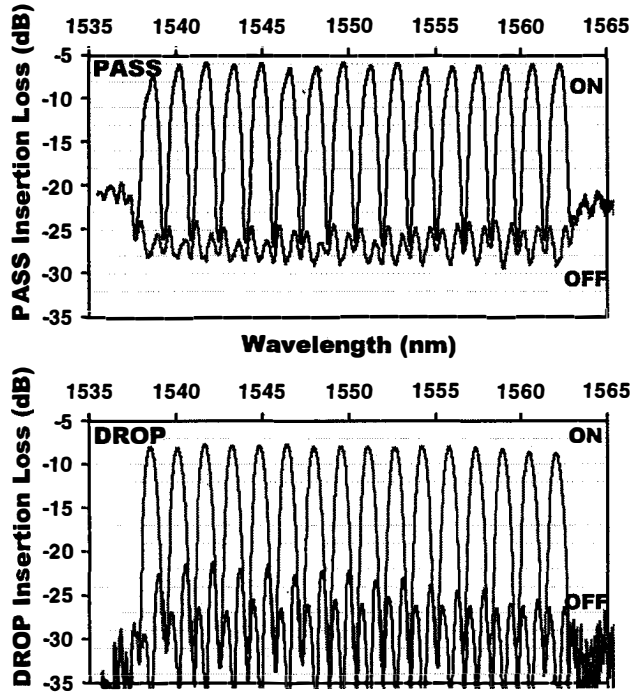 1535 1540 1545 1550 1555 1560 1565
PASS Insertion Loss (dB)
-5
-10
-15
-20
-25
-30
-35
PASS
ON
OFF
Wavelength (nm)
1535 1540 1545 1550 1555 1560 1565
DROP Insertion Loss (dB)
-5
-10
-15
-20
-25
-30
-35
DROP
ON
OFF